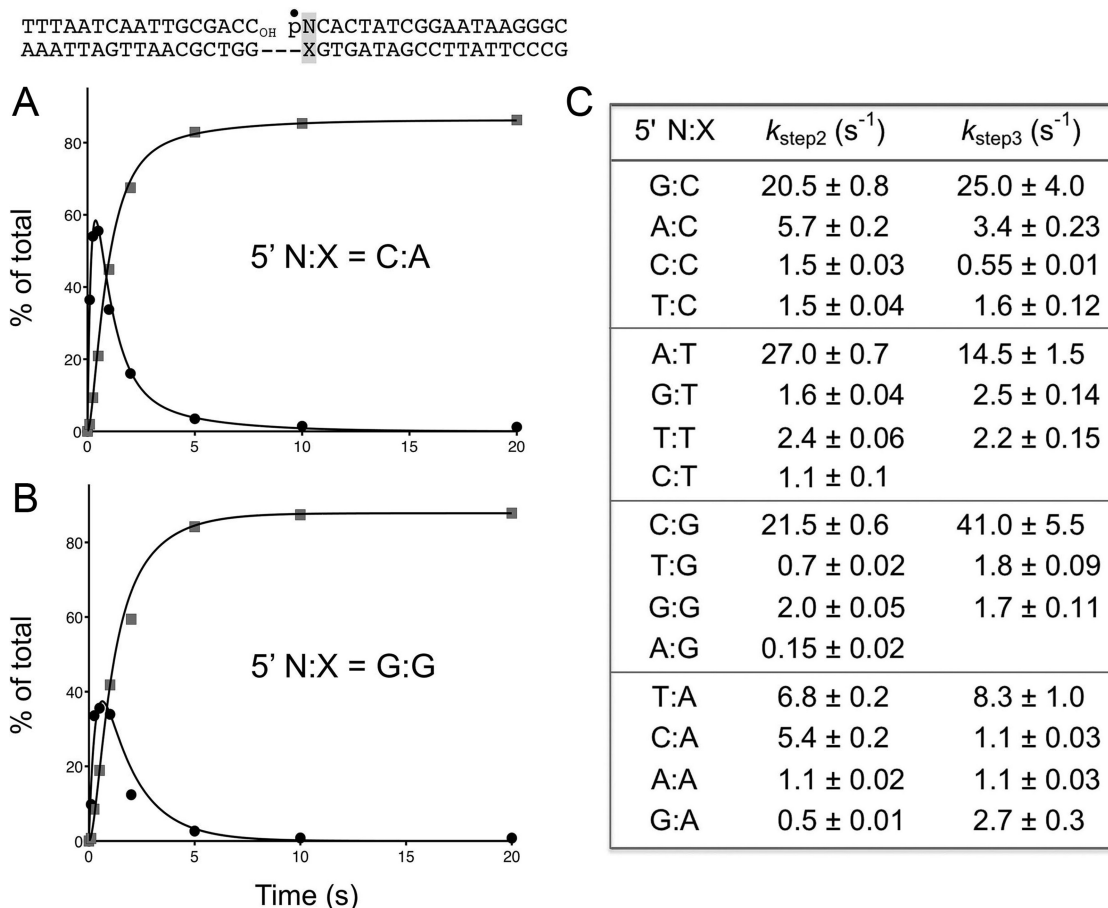 TTTAATCAATTGCGACCOH pNCACTATCGGAATAAGGGC
AAATTAGTTAACGCTGG---XGTGATAGCCTTATTCCCG
A
% of total
80
60
40
20
0
5' N:X = C:A
0 5 10 15 20
B
% of total
80
60
40
20
0
5' N:X = G:G
0 5 10 15 20
Time (s)
C
5' N:X kstep2 (s-1) kstep3 (s-1)
G:C 20.5 ± 0.8 25.0 ± 4.0
A:C 5.7 ± 0.2 3.4 ± 0.23
C:C 1.5 ± 0.03 0.55 ± 0.01
T:C 1.5 ± 0.04 1.6 ± 0.12
A:T 27.0 ± 0.7 14.5 ± 1.5
G:T 1.6 ± 0.04 2.5 ± 0.14
T:T 2.4 ± 0.06 2.2 ± 0.15
C:T 1.1 ± 0.1
C:G 21.5 ± 0.6 41.0 ± 5.5
T:G 0.7 ± 0.02 1.8 ± 0.09
G:G 2.0 ± 0.05 1.7 ± 0.11
A:G 0.15 ± 0.02
T:A 6.8 ± 0.2 8.3 ± 1.0
C:A 5.4 ± 0.2 1.1 ± 0.03
A:A 1.1 ± 0.02 1.1 ± 0.03
G:A 0.5 ± 0.01 2.7 ± 0.3